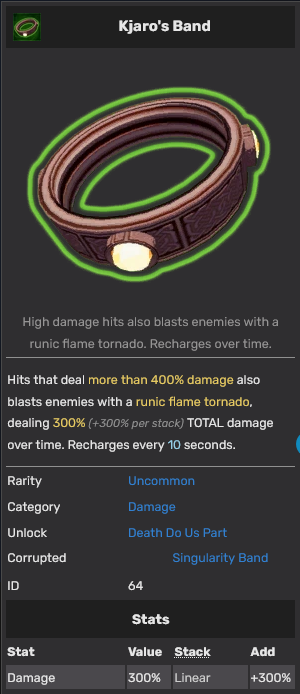 Kjaro's Band
High damage hits also blasts enemies with a
runic flame tornado. Recharges over time.
Hits that deal more than 400% damage also
blasts enemies with a runic flame tornado,
dealing 300% (+300% per stack) TOTAL damage
over time. Recharges every 10 seconds.
Rarity Uncommon
Category Damage
Unlock Death Do Us Part
Corrupted Singularity Band
ID 64
Stats
Stat Value Stack Add
Damage 300% Linear +300%